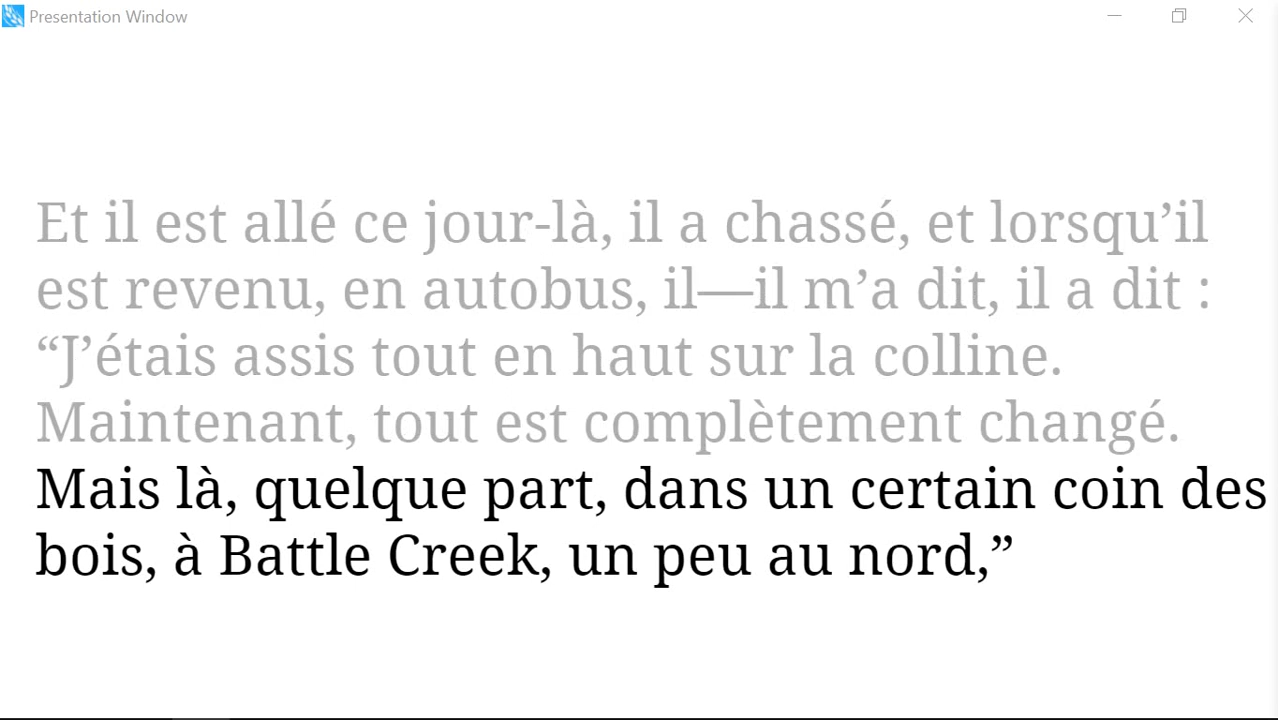 Presentation Window
Et il est allé ce jour-là, il a chassé, et lorsqu’il
est revenu, en autobus, il—il m’a dit, il a dit :
“J’étais assis tout en haut sur la colline.
Maintenant, tout est complètement changé.
Mais là, quelque part, dans un certain coin des
bois, à Battle Creek, un peu au nord,”